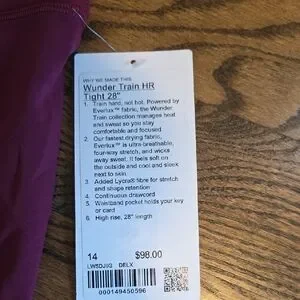 WHY WE MADE THIS
Wunder Train HR
Tight 28"
1. Train hard, not hot. Powered by
Everlux™ fabric, the Wunder
Train collection manages heat
and sweat so you stay
comfortable and focused
2. Our fastest drying fabric,
Everlux™ is ultra-breathable,
four-way stretch, and wicks
away sweat. It feels soft on
the outside and cool and sleek
next to skin
3. Added Lycra® fibre for stretch
and shape retention
4. Continuous drawcord
5. Waistband pocket holds your key
or card
6. High rise, 28" length
14 $98.00
DELX
000149450596